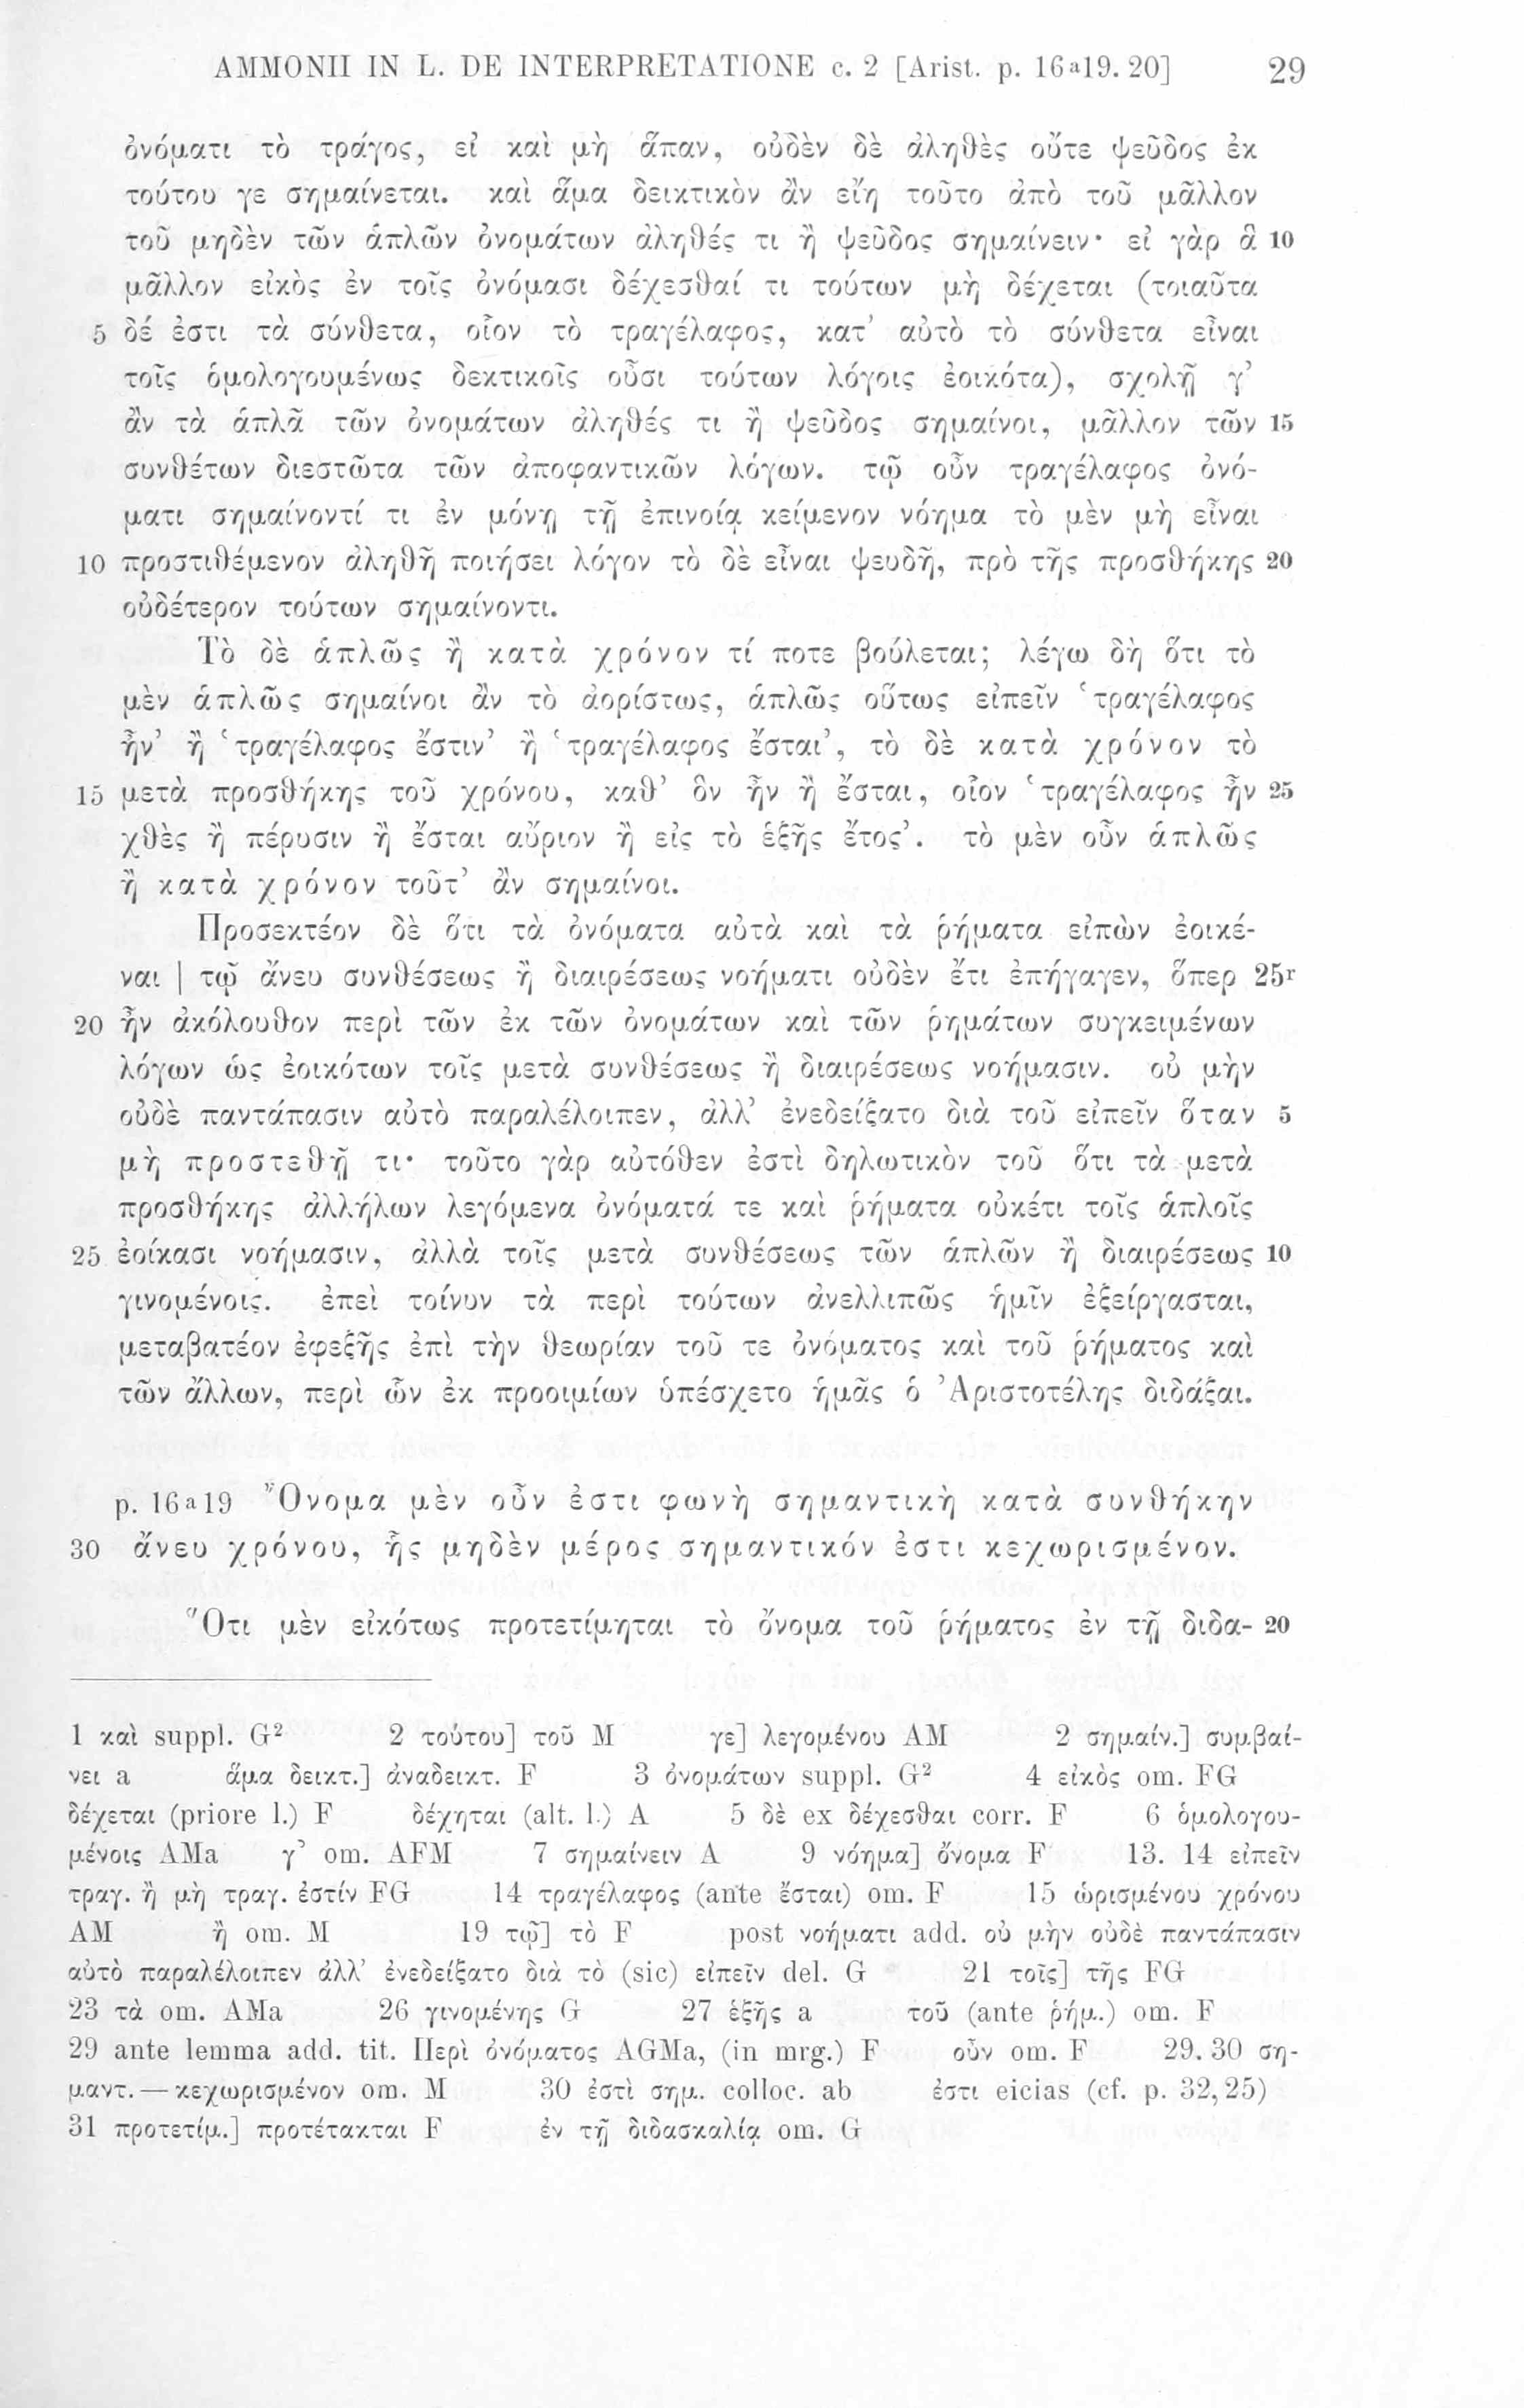 AMMONII IN L. DE INTERPRETATIONE c. 2 [Arist. p. 16ᵃ19. 20] 29
ὀνόματι τὸ τράγος, εἰ καὶ μὴ ἅπαν, οὐδὲν δὲ ἀληθὲς οὔτε ψεῦδος ἐκ
τούτου γε σημαίνεται. καὶ ἅμα δεικτικὸν ἂν εἴη τοῦτο ἀπὸ τοῦ μᾶλλον
τοῦ μηδὲν τῶν ἁπλῶν ὀνομάτων ἀληθές τι ἢ ψεῦδος σημαίνειν· εἰ γὰρ ἃ 10
μᾶλλον εἰκὸς ἐν τοῖς ὀνόμασι δέχεσθαί τι τούτων μὴ δέχεται (τοιαῦτα
5 δέ ἐστι τὰ σύνθετα, οἷον τὸ τραγέλαφος, κατ’ αὐτὸ τὸ σύνθετα εἶναι
τοῖς ὁμολογουμένως δεκτικοῖς οὖσι τούτων λόγοις ἐοικότα), σχολῇ γ’
ἂν τὰ ἁπλᾶ τῶν ὀνομάτων ἀληθές τι ἢ ψεῦδος σημαίνοι, μᾶλλον τῶν 15
συνθέτων διεστῶτα τῶν ἀποφαντικῶν λόγων. τῷ οὖν τραγέλαφος ὀνό-
ματι σημαίνοντί τι ἐν μόνῃ τῇ ἐπινοίᾳ κείμενον νόημα τὸ μὲν μὴ εἶναι
10 προστιθέμενον ἀληθῆ ποιήσει λόγον τὸ δὲ εἶναι ψευδῆ, πρὸ τῆς προσθήκης 20
οὐδέτερον τούτων σημαίνοντι.
Τὸ δὲ ἁπλῶς ἢ κατὰ χρόνον τί ποτε βούλεται; λέγω δὴ ὅτι τὸ
μὲν ἁπλῶς σημαίνοι ἂν τὸ ἀορίστως, ἁπλῶς οὕτως εἰπεῖν ‘τραγέλαφος
ἦν’ ἢ ‘τραγέλαφος ἔστιν’ ἢ ‘τραγέλαφος ἔσται’, τὸ δὲ κατὰ χρόνον τὸ
15 μετὰ προσθήκης τοῦ χρόνου, καθ’ ὃν ἦν ἢ ἔσται, οἷον ‘τραγέλαφος ἦν 25
χθὲς ἢ πέρυσιν ἢ ἔσται αὔριον ἢ εἰς τὸ ἑξῆς ἔτος’. τὸ μὲν οὖν ἁπλῶς
ἢ κατὰ χρόνον τοῦτ’ ἂν σημαίνοι.
Προσεκτέον δὲ ὅτι τὰ ὀνόματα αὐτὰ καὶ τὰ ῥήματα εἰπὼν ἐοικέ-
ναι | τῷ ἄνευ συνθέσεως ἢ διαιρέσεως νοήματι οὐδὲν ἔτι ἐπήγαγεν, ὅπερ 25ʳ
20 ἦν ἀκόλουθον περὶ τῶν ἐκ τῶν ὀνομάτων καὶ τῶν ῥημάτων συγκειμένων
λόγων ὡς ἐοικότων τοῖς μετὰ συνθέσεως ἢ διαιρέσεως νοήμασιν. οὐ μὴν
οὐδὲ παντάπασιν αὐτὸ παραλέλοιπεν, ἀλλ’ ἐνεδείξατο διὰ τοῦ εἰπεῖν ὅταν 5
μὴ προστεθῇ τι· τοῦτο γὰρ αὐτόθεν ἐστὶ δηλωτικὸν τοῦ ὅτι τὰ μετὰ
προσθήκης ἀλλήλων λεγόμενα ὀνόματά τε καὶ ῥήματα οὐκέτι τοῖς ἁπλοῖς
25 ἐοίκασι νοήμασιν, ἀλλὰ τοῖς μετὰ συνθέσεως τῶν ἁπλῶν ἢ διαιρέσεως 10
γινομένοις. ἐπεὶ τοίνυν τὰ περὶ τούτων ἀνελλιπῶς ἡμῖν ἐξείργασται,
μεταβατέον ἐφεξῆς ἐπὶ τὴν θεωρίαν τοῦ τε ὀνόματος καὶ τοῦ ῥήματος καὶ
τῶν ἄλλων, περὶ ὧν ἐκ προοιμίων ὑπέσχετο ἡμᾶς ὁ Ἀριστοτέλης διδάξαι.
p. 16ᵃ19 Ὄνομα μὲν οὖν ἐστι φωνὴ σημαντικὴ κατὰ συνθήκην
30 ἄνευ χρόνου, ἧς μηδὲν μέρος σημαντικόν ἐστι κεχωρισμένον.
Ὅτι μὲν εἰκότως προτετίμηται τὸ ὄνομα τοῦ ῥήματος ἐν τῇ διδα- 20
1 καὶ suppl. G² 2 τούτου] τοῦ M γε] λεγομένου AM 2 σημαίν.] συμβαί-
νει a ἅμα δεικτ.] ἀναδεικτ. F 3 ὀνομάτων suppl. G² 4 εἰκὸς om. FG
δέχεται (priore l.) F δέχηται (alt. l.) A 5 δὲ ex δέχεσθαι corr. F 6 ὁμολογου-
μένοις AMa γ’ om. AFM 7 σημαίνειν A 9 νόημα] ὄνομα F 13. 14 εἰπεῖν
τραγ. ἢ μὴ τραγ. ἐστίν FG 14 τραγέλαφος (ante ἔσται) om. F 15 ὡρισμένου χρόνου
AM ἢ om. M 19 τῷ] τὸ F post νοήματι add. οὐ μὴν οὐδὲ παντάπασιν
αὐτὸ παραλέλοιπεν ἀλλ’ ἐνεδείξατο διὰ τὸ (sic) εἰπεῖν del. G 21 τοῖς] τῆς FG
23 τὰ om. AMa 26 γινομένης G 27 ἑξῆς a τοῦ (ante ῥήμ.) om. F
29 ante lemma add. tit. Περὶ ὀνόματος AGMa, (in mrg.) F οὖν om. F 29. 30 ση-
μαντ. — κεχωρισμένον om. M 30 ἐστὶ σημ. colloc. ab ἐστι eicias (cf. p. 32,25)
31 προτετίμ.] προτέτακται F ἐν τῇ διδασκαλίᾳ om. G